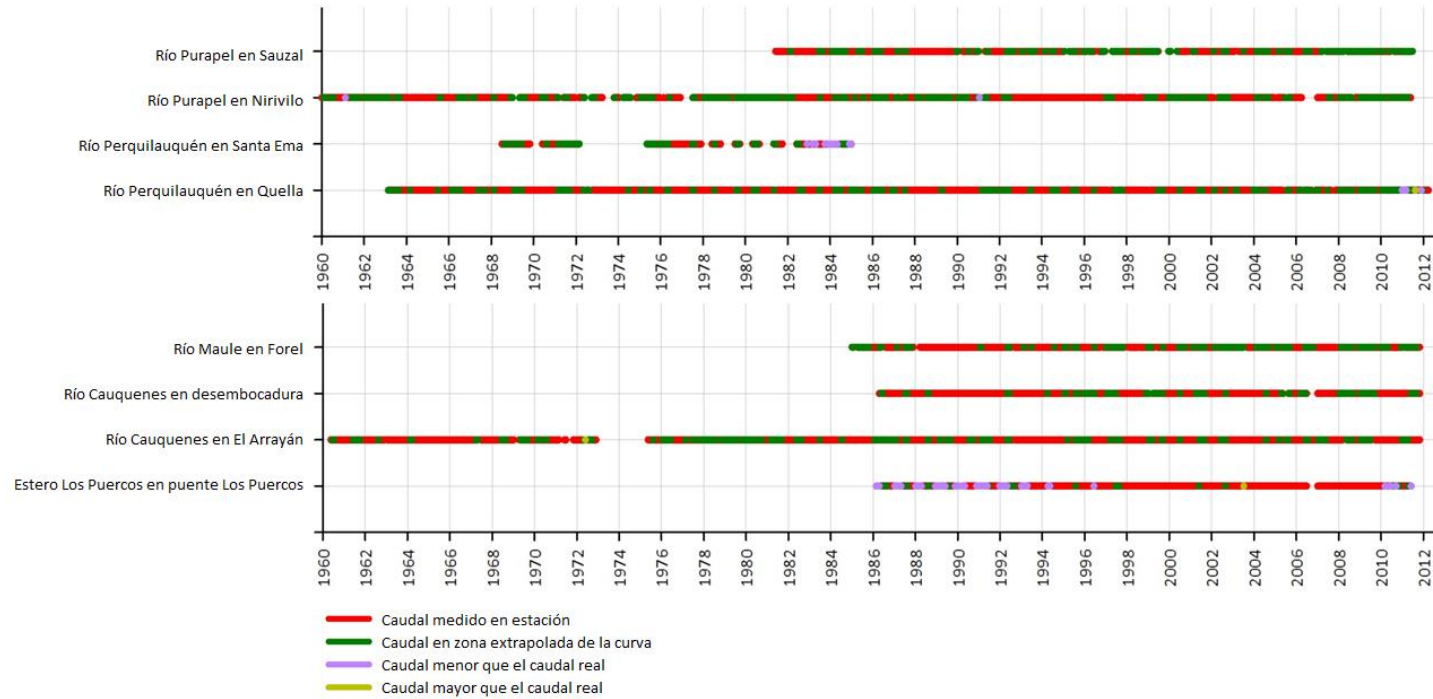 Río Purapel en Sauzal
Río Purapel en Nirivilo
Río Perquilauquén en Santa Ema
Río Perquilauquén en Quella
1960 1962 1964 1966 1968 1970 1972 1974 1976 1978 1980 1982 1984 1986 1988 1990 1992 1994 1996 1998 2000 2002 2004 2006 2008 2010 2012
Río Maule en Forel
Río Cauquenes en desembocadura
Río Cauquenes en El Arrayán
Estero Los Puercos en puente Los Puercos
1960 1962 1964 1966 1968 1970 1972 1974 1976 1978 1980 1982 1984 1986 1988 1990 1992 1994 1996 1998 2000 2002 2004 2006 2008 2010 2012
Caudal medido en estación
Caudal en zona extrapolada de la curva
Caudal menor que el caudal real
Caudal mayor que el caudal real